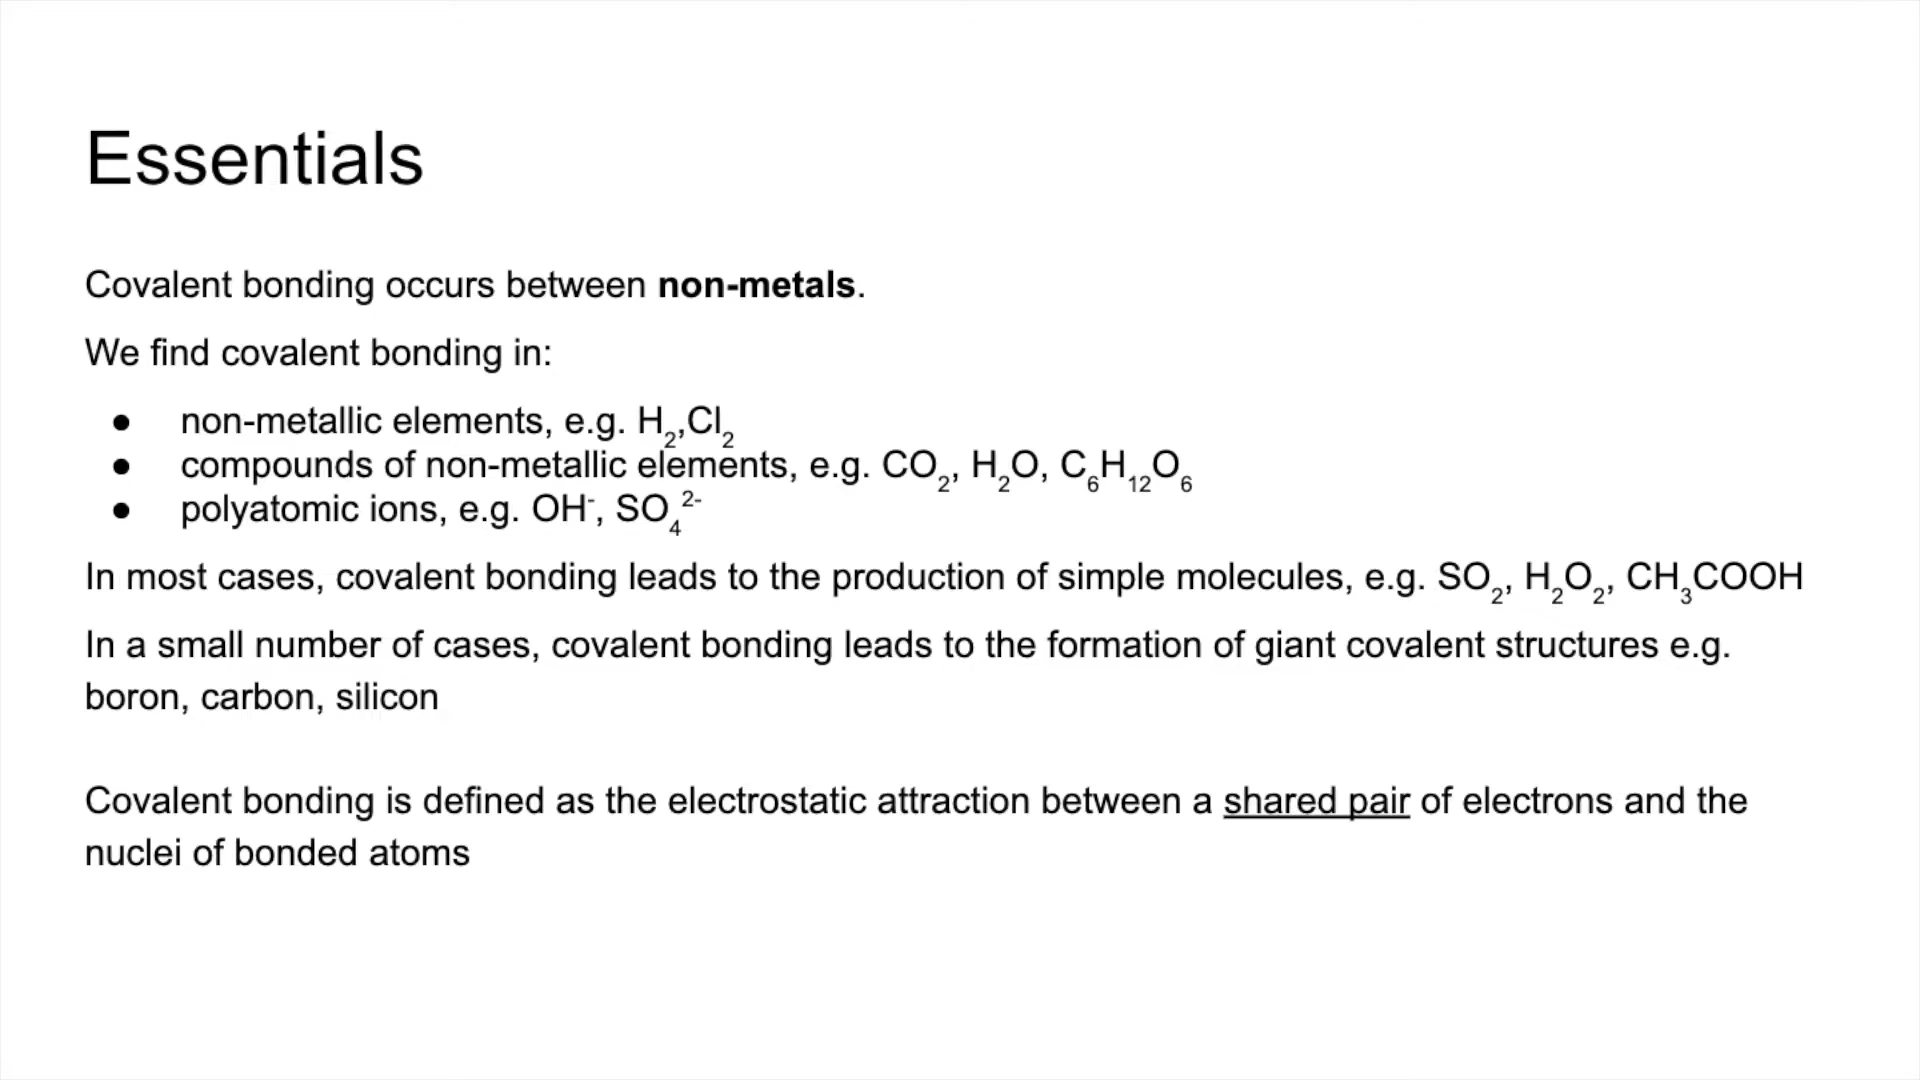 Essentials
Covalent bonding occurs between non-metals.
We find covalent bonding in:
● non-metallic elements, e.g. H₂,Cl₂
● compounds of non-metallic elements, e.g. CO₂, H₂O, C₆H₁₂O₆
● polyatomic ions, e.g. OH⁻, SO₄²⁻
In most cases, covalent bonding leads to the production of simple molecules, e.g. SO₂, H₂O₂, CH₃COOH
In a small number of cases, covalent bonding leads to the formation of giant covalent structures e.g.
boron, carbon, silicon
Covalent bonding is defined as the electrostatic attraction between a shared pair of electrons and the
nuclei of bonded atoms